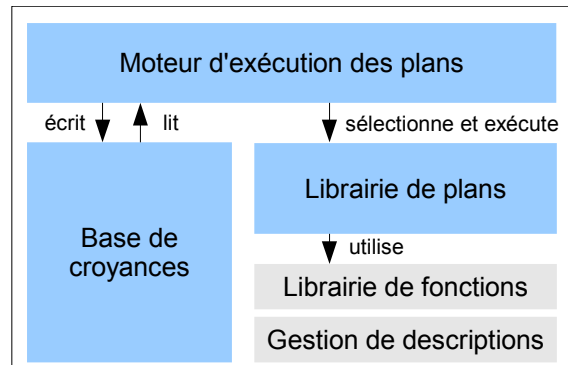 Moteur d'exécution des plans
écrit
lit
sélectionne et exécute
Librairie de plans
Base de
croyances
utilise
Librairie de fonctions
Gestion de descriptions